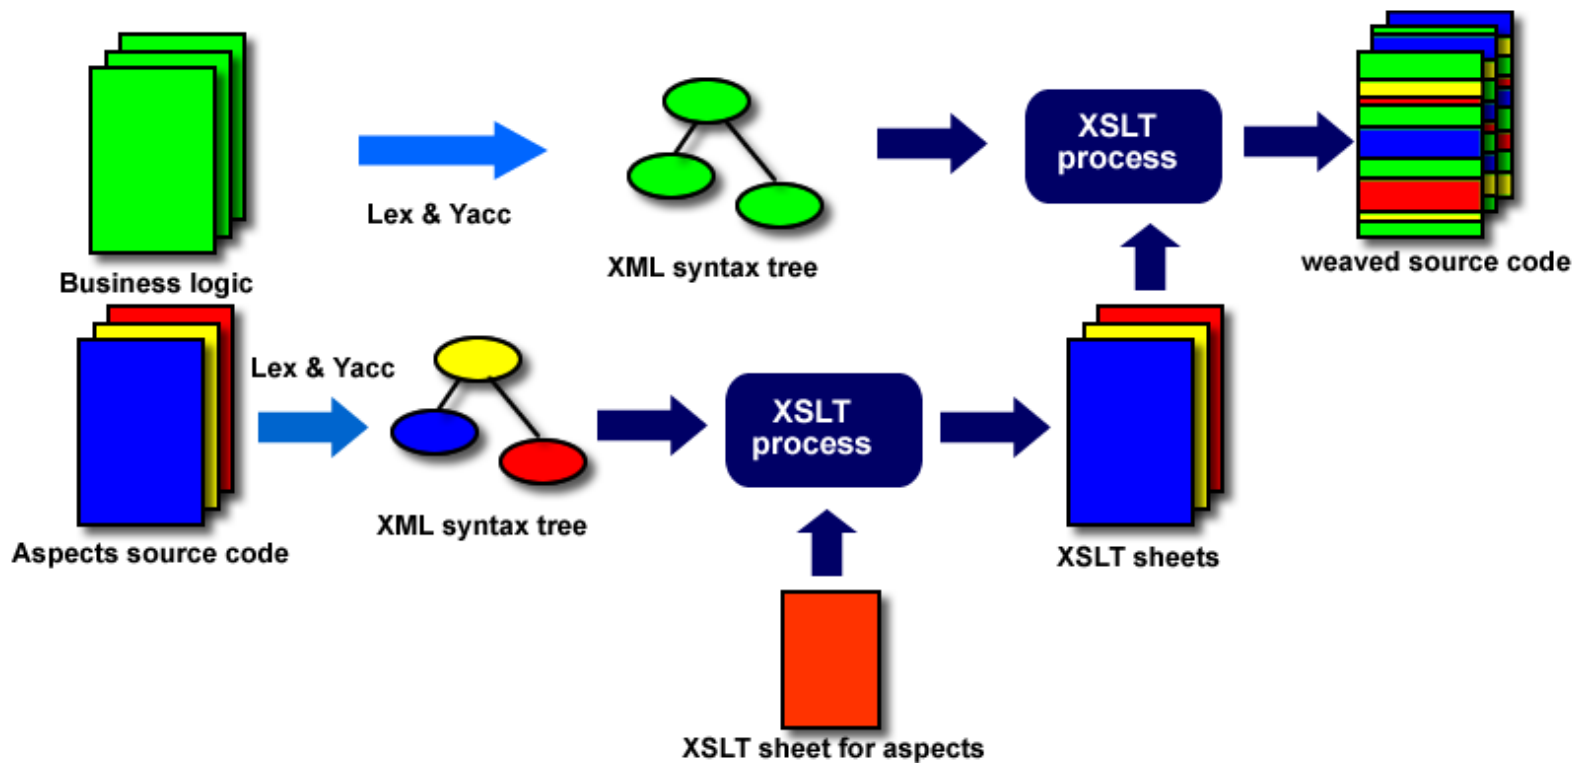 XSLT
process
Lex & Yacc
XML syntax tree
weaved source code
Business logic
Lex & Yacc
XSLT
process
XML syntax tree
Aspects source code
XSLT sheets
XSLT sheet for aspects